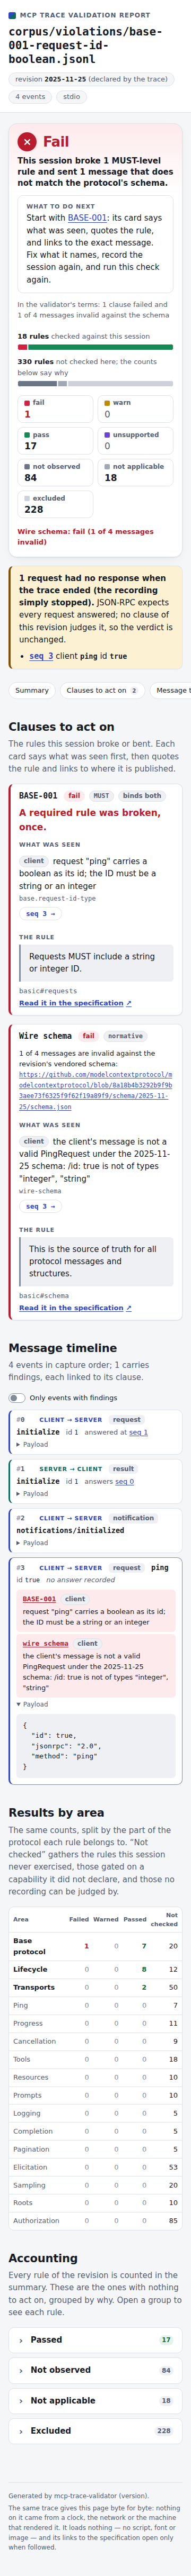 MCP TRACE VALIDATION REPORT
corpus/violations/base-
001-request-id-
boolean.jsonl
revision 2025-11-25 (declared by the trace)
4 events
stdio
Fail
This session broke 1 MUST-level
rule and sent 1 message that does
not match the protocol's schema.
WHAT TO DO NEXT
Start with BASE-001: its card says
what was seen, quotes the rule,
and links to the exact message.
Fix what it names, record the
session again, and run this check
again.
In the validator's terms: 1 clause failed and
1 of 4 messages invalid against the schema
18 rules checked against this session
330 rules not checked here; the counts
below say why
fail
1
warn
0
pass
17
unsupported
0
not observed
84
not applicable
18
excluded
228
Wire schema: fail (1 of 4 messages
invalid)
1 request had no response when
the trace ended (the recording
simply stopped). JSON-RPC expects
every request answered; no clause of
this revision judges it, so the verdict is
unchanged.
• seq 3 client ping id true
Summary
Clauses to act on 2
Message t
Clauses to act on
The rules this session broke or bent. Each
card says what was seen first, then quotes
the rule and links to where it is published.
BASE-001 fail MUST binds both
A required rule was broken,
once.
WHAT WAS SEEN
client request "ping" carries a
boolean as its id; the ID must be a
string or an integer
base.request-id-type
seq 3 →
THE RULE
Requests MUST include a string
or integer ID.
basic#requests
Read it in the specification ↗
Wire schema fail normative
1 of 4 messages are invalid against the
revision's vendored schema:
https://github.com/modelcontextprotocol/m
odelcontextprotocol/blob/8a18b4b3292b9f9b
3aee73f6325f9f62f19a89f9/schema/2025-11-
25/schema.json
WHAT WAS SEEN
client the client's message is not a
valid PingRequest under the 2025-11-
25 schema: /id: true is not of types
"integer", "string"
wire-schema
seq 3 →
THE RULE
This is the source of truth for all
protocol messages and
structures.
basic#schema
Read it in the specification ↗
Message timeline
4 events in capture order; 1 carries
findings, each linked to its clause.
Only events with findings
#0 CLIENT → SERVER request
initialize id 1 answered at seq 1
▶ Payload
#1 SERVER → CLIENT result
initialize id 1 answers seq 0
▶ Payload
#2 CLIENT → SERVER notification
notifications/initialized
▶ Payload
#3 CLIENT → SERVER request ping
id true no answer recorded
BASE-001 client
request "ping" carries a boolean as its id;
the ID must be a string or an integer
wire schema client
the client's message is not a valid
PingRequest under the 2025-11-25
schema: /id: true is not of types "integer",
"string"
▼ Payload
{
"id": true,
"jsonrpc": "2.0",
"method": "ping"
}
Results by area
The same counts, split by the part of the
protocol each rule belongs to. “Not
checked” gathers the rules this session
never exercised, those gated on a
capability it did not declare, and those no
recording can be judged by.
Area Failed Warned Passed Not checked
Base protocol 1 0 7 20
Lifecycle 0 0 8 12
Transports 0 0 2 50
Ping 0 0 0 7
Progress 0 0 0 11
Cancellation 0 0 0 9
Tools 0 0 0 18
Resources 0 0 0 10
Prompts 0 0 0 10
Logging 0 0 0 5
Completion 0 0 0 5
Pagination 0 0 0 5
Elicitation 0 0 0 53
Sampling 0 0 0 20
Roots 0 0 0 10
Authorization 0 0 0 85
Accounting
Every rule of the revision is counted in the
summary. These are the ones with nothing
to act on, grouped by why. Open a group to
see each rule.
› Passed 17
› Not observed 84
› Not applicable 18
› Excluded 228
Generated by mcp-trace-validator (version).
The same trace gives this page byte for byte: nothing
on it came from a clock, the network or the machine
that rendered it. It loads nothing — no script, font or
image — and its links to the specification open only
when followed.